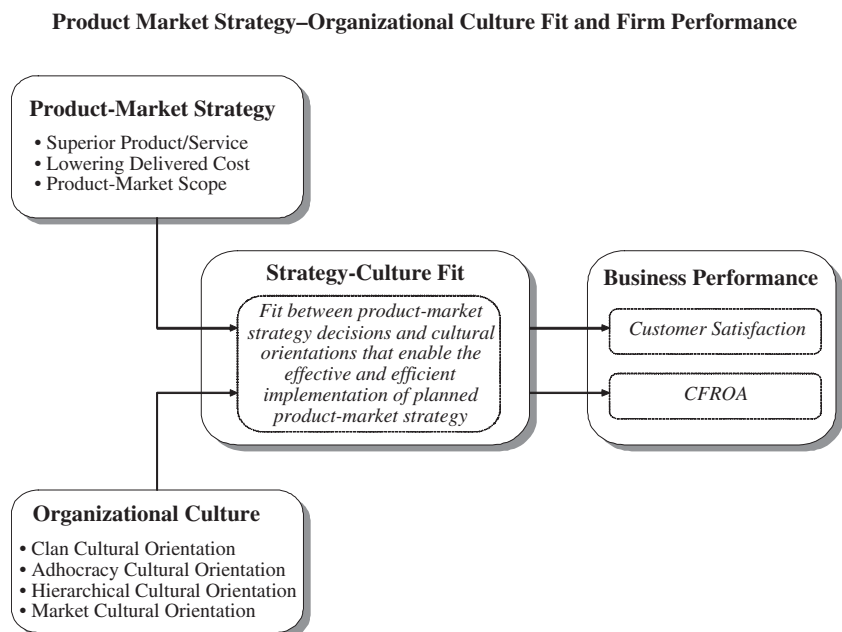 Product Market Strategy–Organizational Culture Fit and Firm Performance
Product-Market Strategy
• Superior Product/Service
• Lowering Delivered Cost
• Product-Market Scope
Strategy-Culture Fit
Fit between product-market
strategy decisions and cultural
orientations that enable the
effective and efficient
implementation of planned
product-market strategy
Business Performance
Customer Satisfaction
CFROA
Organizational Culture
• Clan Cultural Orientation
• Adhocracy Cultural Orientation
• Hierarchical Cultural Orientation
• Market Cultural Orientation